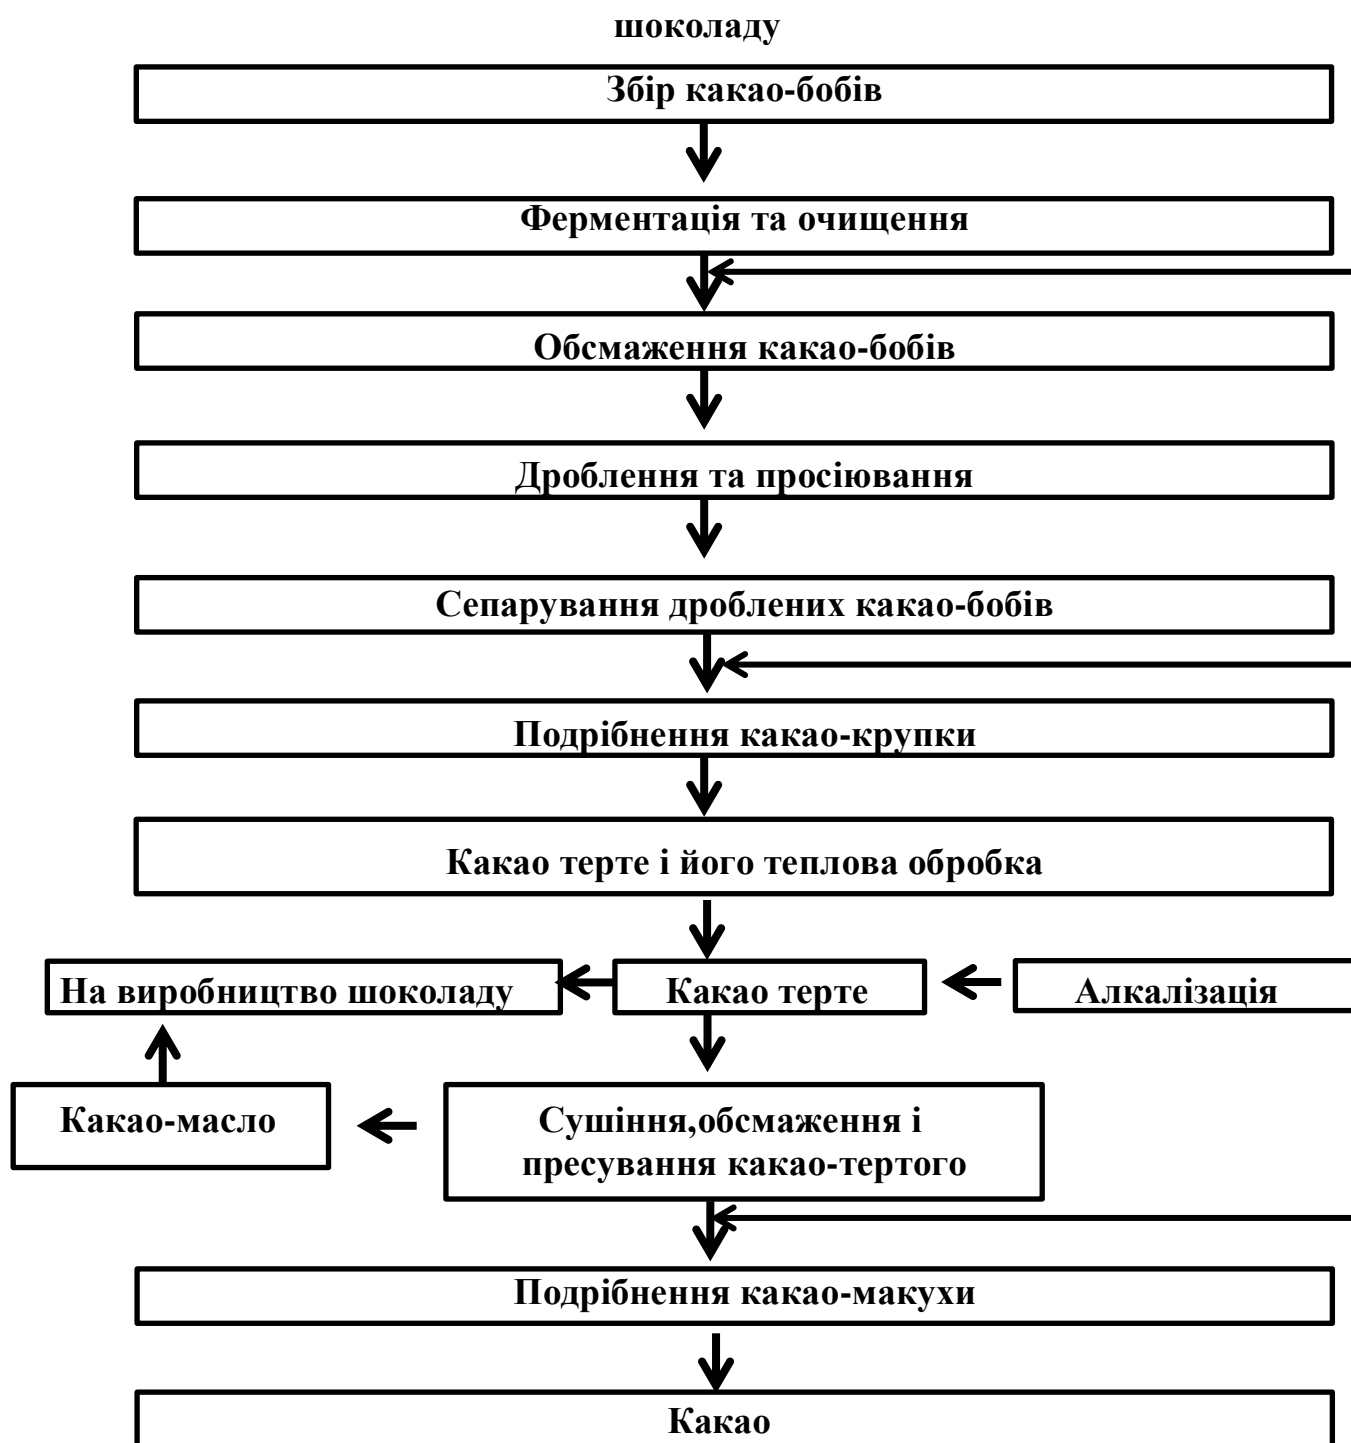 шоколаду
Збір какао-бобів
Ферментація та очищення
Обсмаження какао-бобів
Дроблення та просіювання
Сепарування дроблених какао-бобів
Подрібнення какао-крупки
Какао терте і його теплова обробка
На виробництво шоколаду
Какао терте
Алкалізація
Какао-масло
Сушіння,обсмаження і
пресування какао-тертого
Подрібнення какао-макухи
Какао